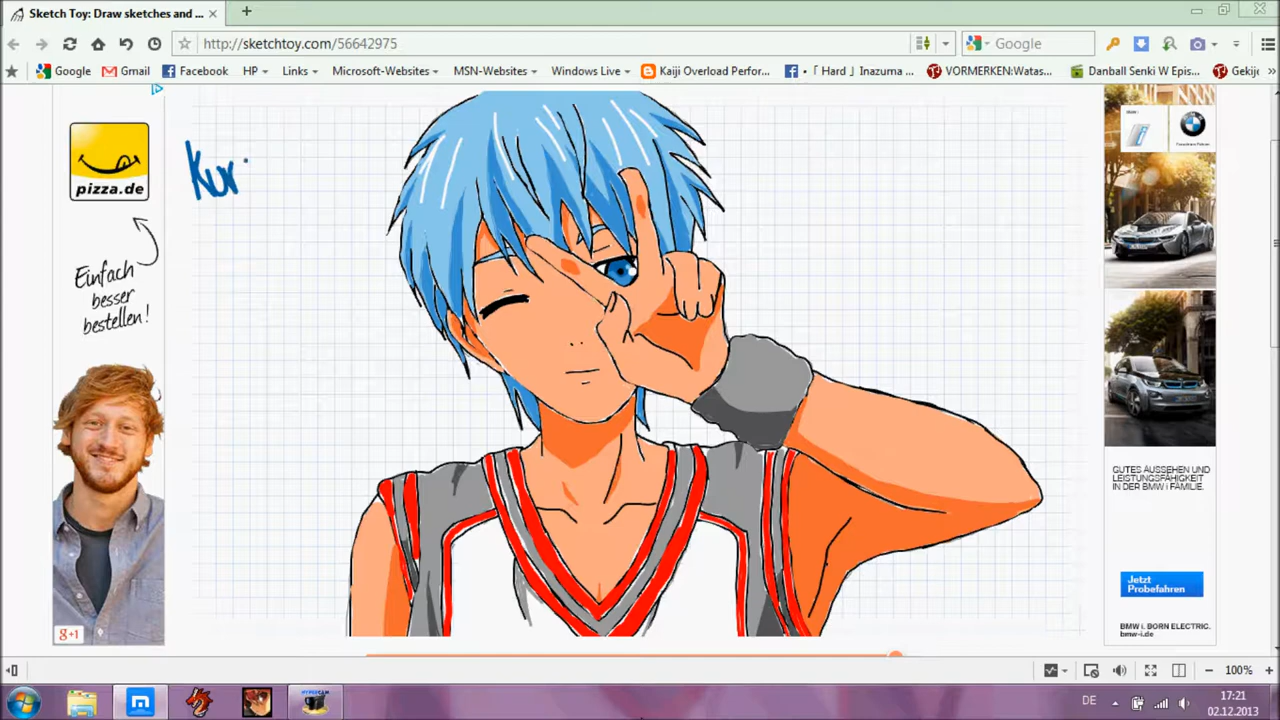 Sketch Toy: Draw sketches and ...
http://sketchtoy.com/56642975
Google
Google
Gmail
Facebook
HP
Links
Microsoft-Websites
MSN-Websites
Windows Live
Kaiji Overload Perfor...
-「 Hard 」Inazuma ...
VORMERKEN:Watas...
Danball Senki W Epis...
Gekij
»
pizza.de
Einfach
besser
bestellen!
g+1
Kur
BMW
GUTES AUSSEHEN UND
LEISTUNGSFÄHIGKEIT
IN DER BMW i FAMILIE.
Jetzt
Probefahren
BMW i. BORN ELECTRIC.
bmw-i.de
100%
HYPERCAM
DE
17:21
02.12.2013